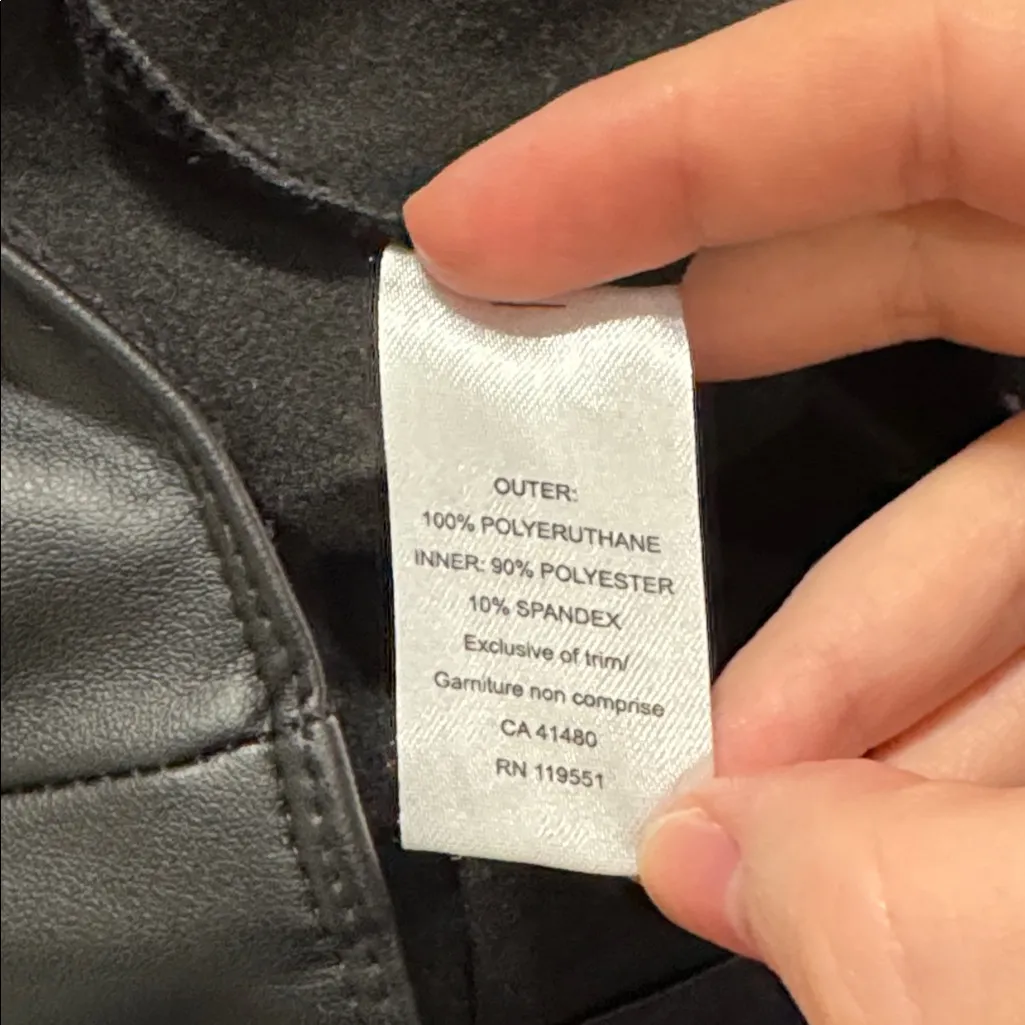 OUTER:
100% POLYERUTHANE
INNER: 90% POLYESTER
10% SPANDEX
Exclusive of trim/
Garniture non comprise
CA 41480
RN 119551